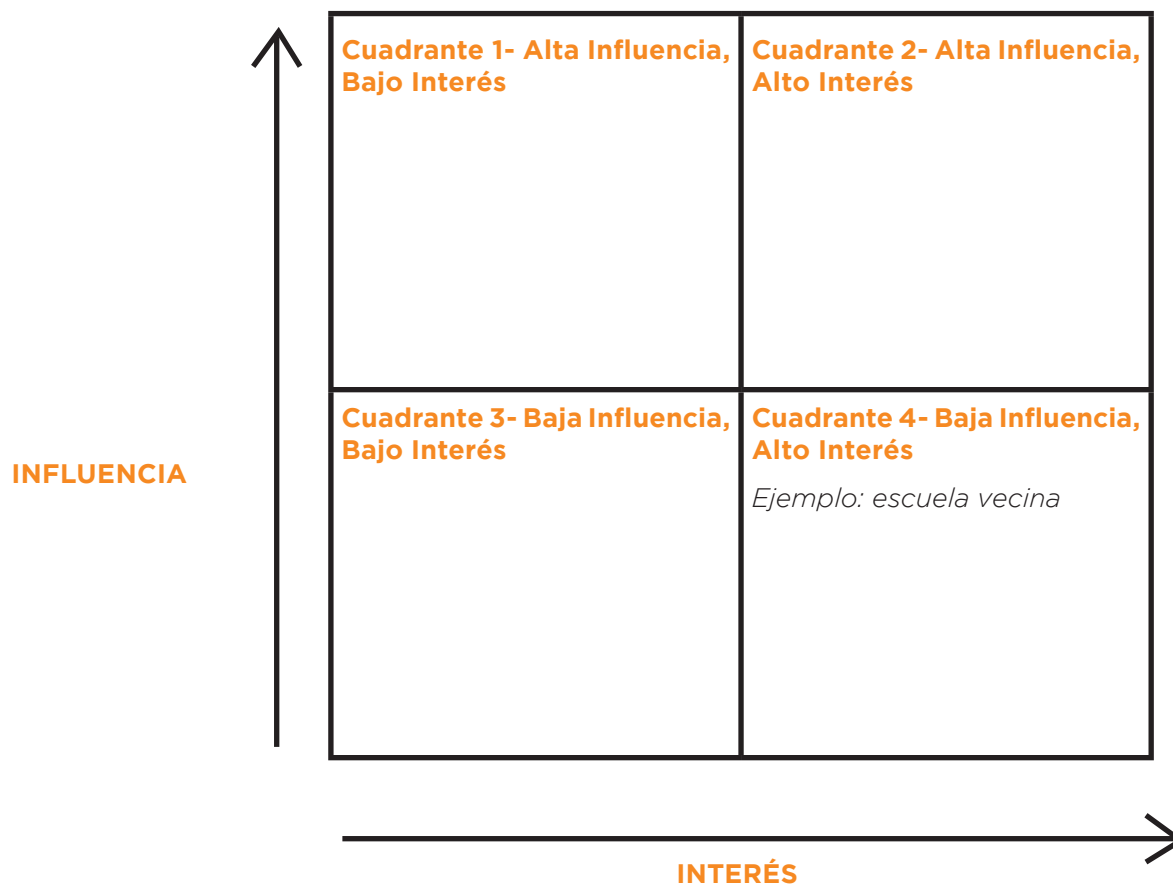 Cuadrante 1- Alta Influencia,
Bajo Interés
Cuadrante 2- Alta Influencia,
Alto Interés
INFLUENCIA
Cuadrante 3- Baja Influencia,
Bajo Interés
Cuadrante 4- Baja Influencia,
Alto Interés
Ejemplo: escuela vecina
INTERÉS